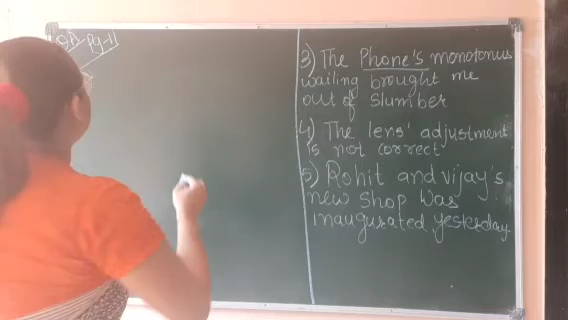 3) The Phone's monotonus
wailing brought me
out of slumber
4) The lens' adjustment
is not correct
5) Rohit and vijay's
new shop was
inaugurated yesterday.